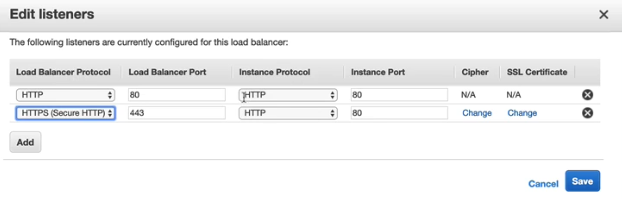 Edit listeners
The following listeners are currently configured for this load balancer:
Load Balancer Protocol Load Balancer Port Instance Protocol Instance Port Cipher SSL Certificate
HTTP 80 HTTP 80 N/A N/A
HTTPS (Secure HTTP) 443 HTTP 80 Change Change
Add
Cancel Save